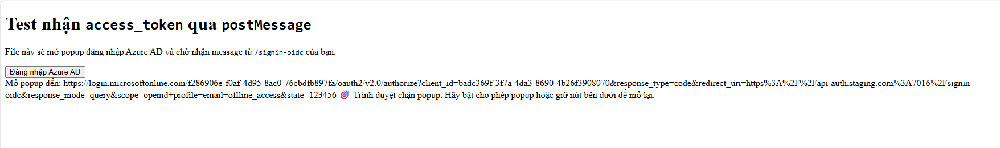 Test nhận access_token qua postMessage
File này sẽ mở popup đăng nhập Azure AD và chờ nhận message từ /signin-oidc của bạn.
Đăng nhập Azure AD
Mở popup đến: https://login.microsoftonline.com/f286906e-f0af-4d95-8ac0-76cbdfb897fa/oauth2/v2.0/authorize?client_id=badc369f-3f7a-4da3-8690-4b26f3908070&response_type=code&redirect_uri=https%3A%2F%2Fapi-auth.staging.com%3A7016%2Fsignin-
oidc&response_mode=query&scope=openid+profile+email+offline_access&state=123456 🎯 Trình duyệt chặn popup. Hãy bật cho phép popup hoặc giữ nút bên dưới để mở lại.